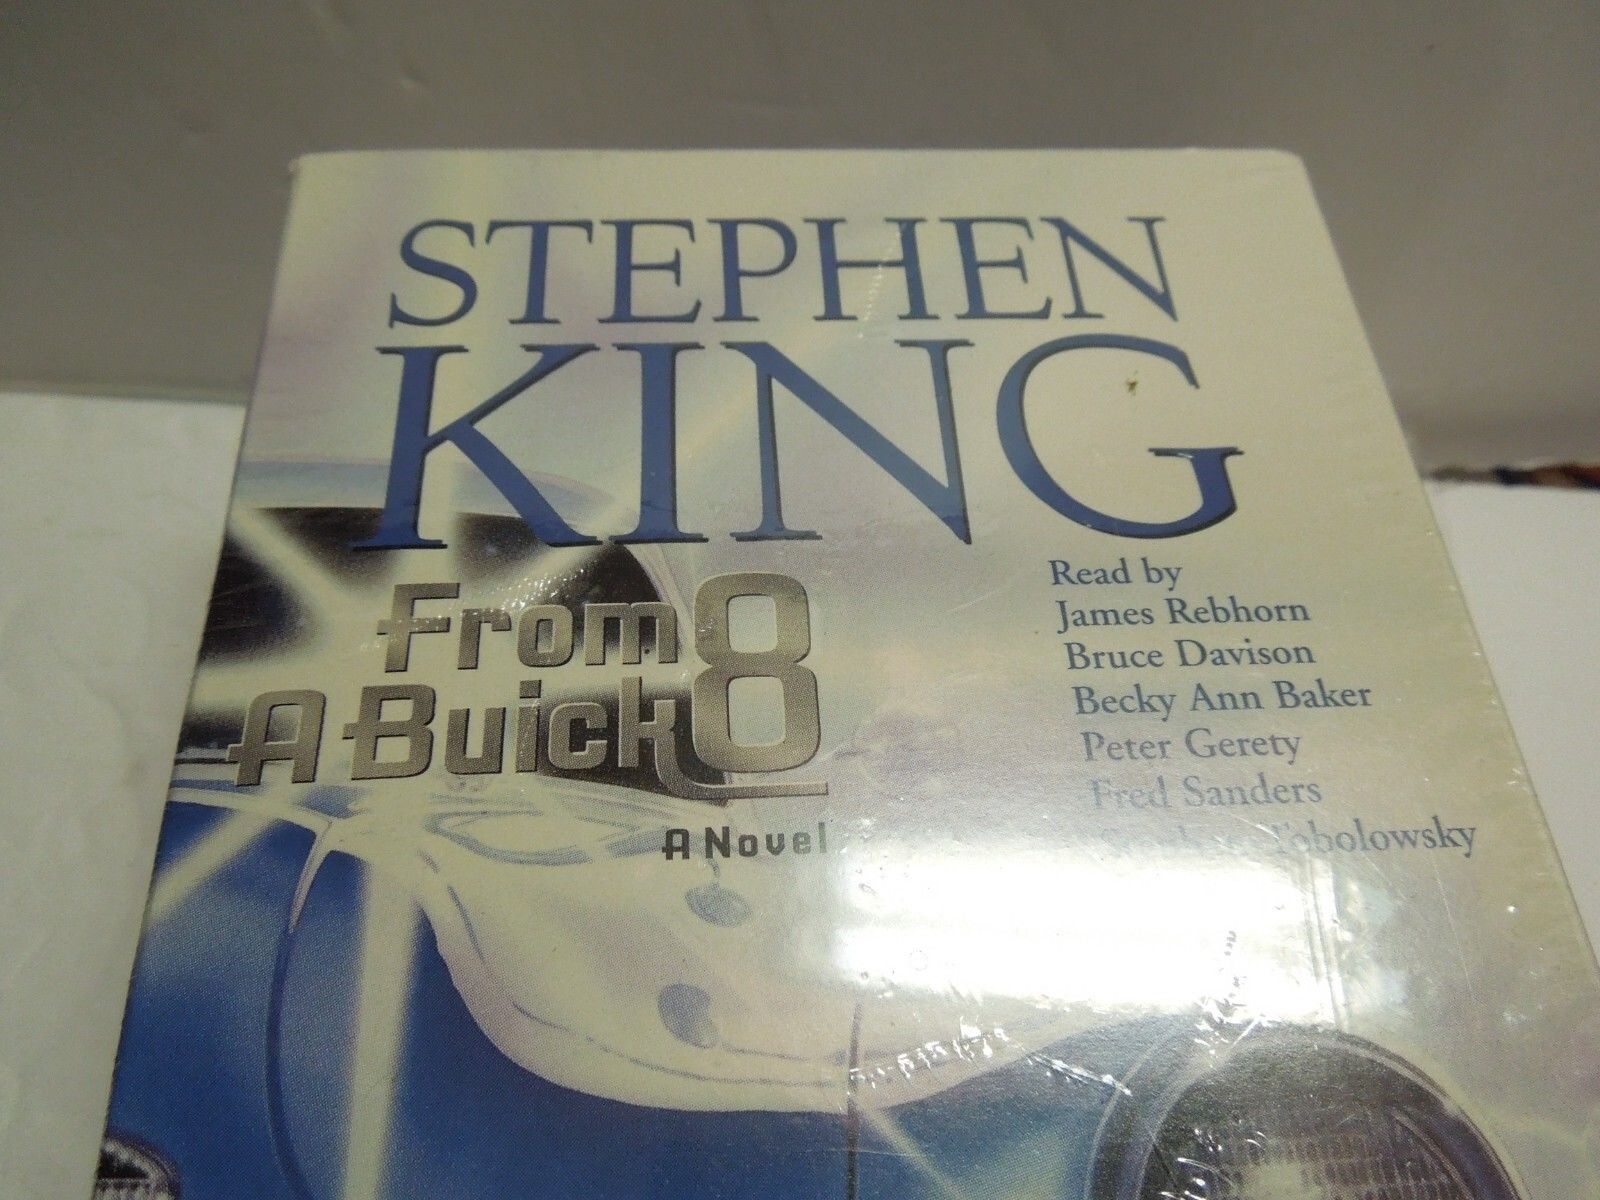 STEPHEN
KING
From
A Buick 8
A Novel
Read by
James Rebhorn
Bruce Davison
Becky Ann Baker
Peter Gerety
Fred Sanders
Tobolowsky